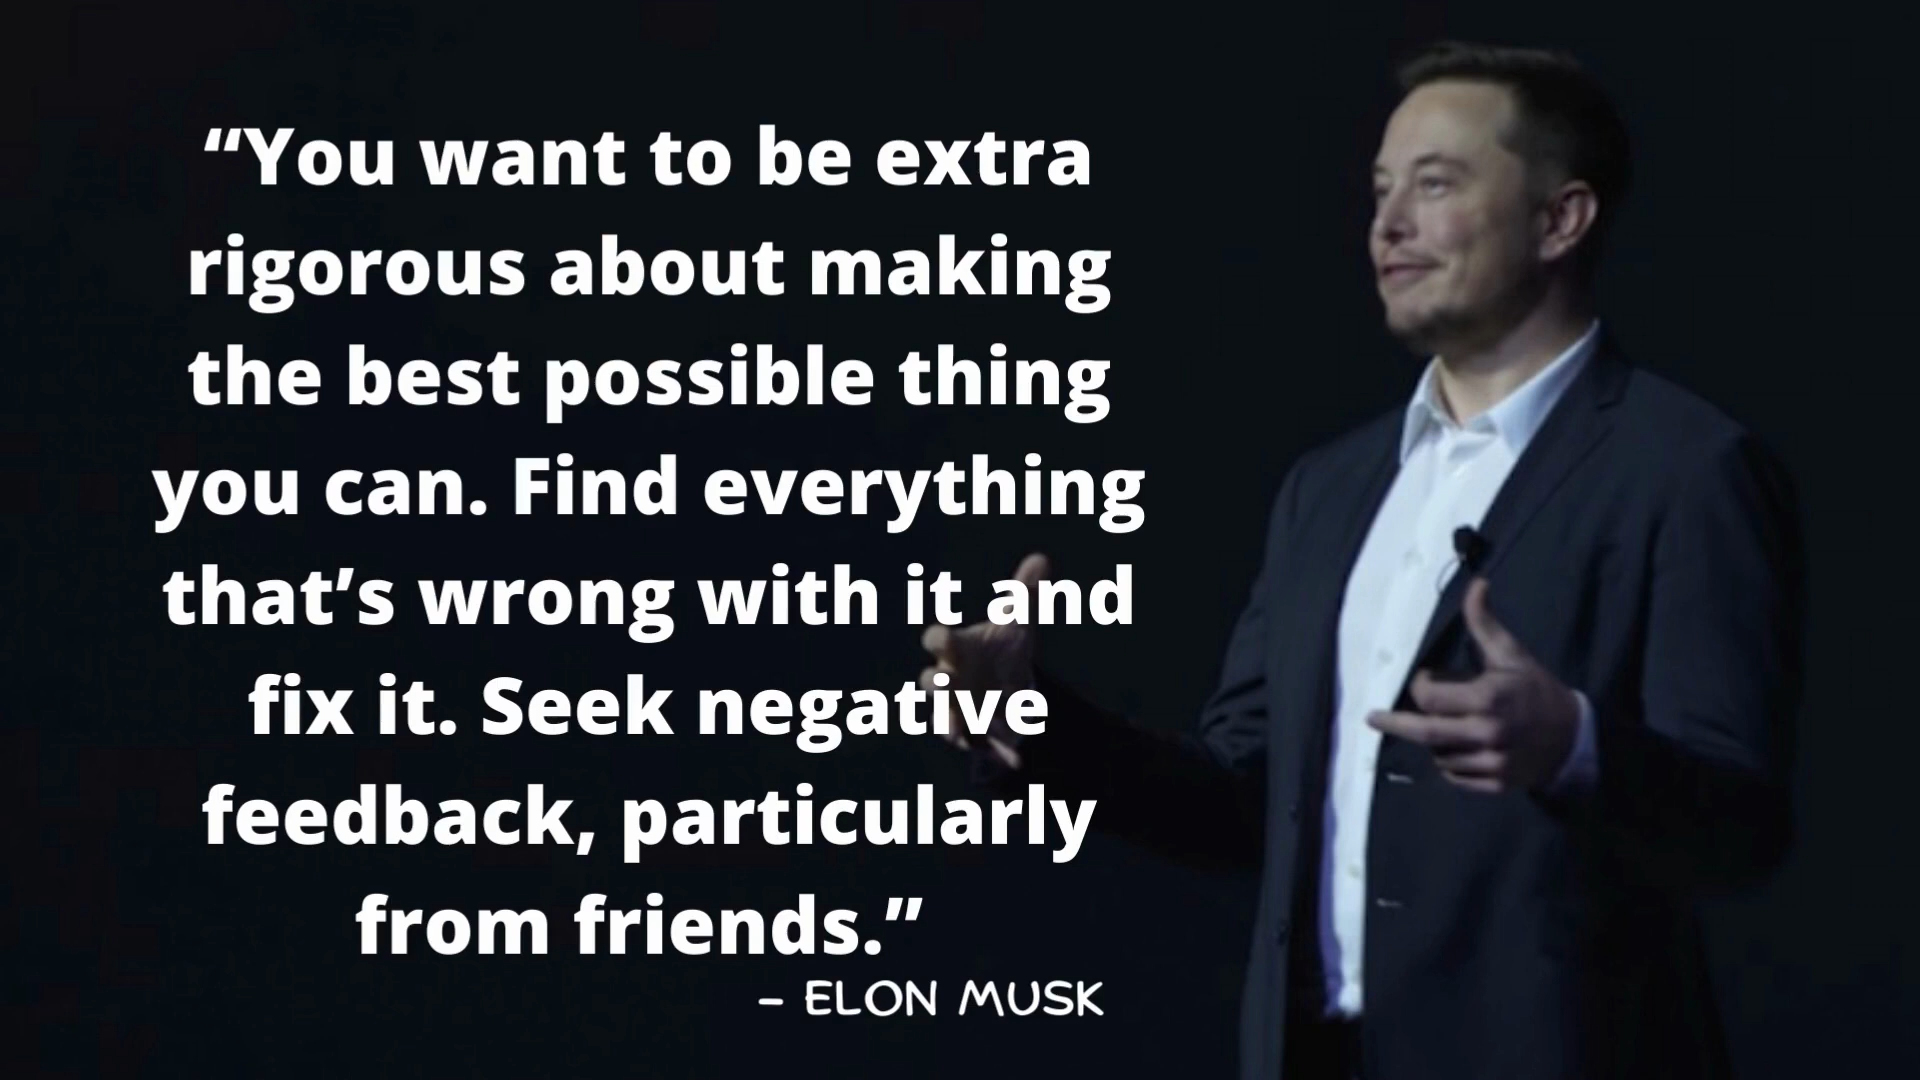 “You want to be extra
rigorous about making
the best possible thing
you can. Find everything
that’s wrong with it and
fix it. Seek negative
feedback, particularly
from friends.”
– ELON MUSK